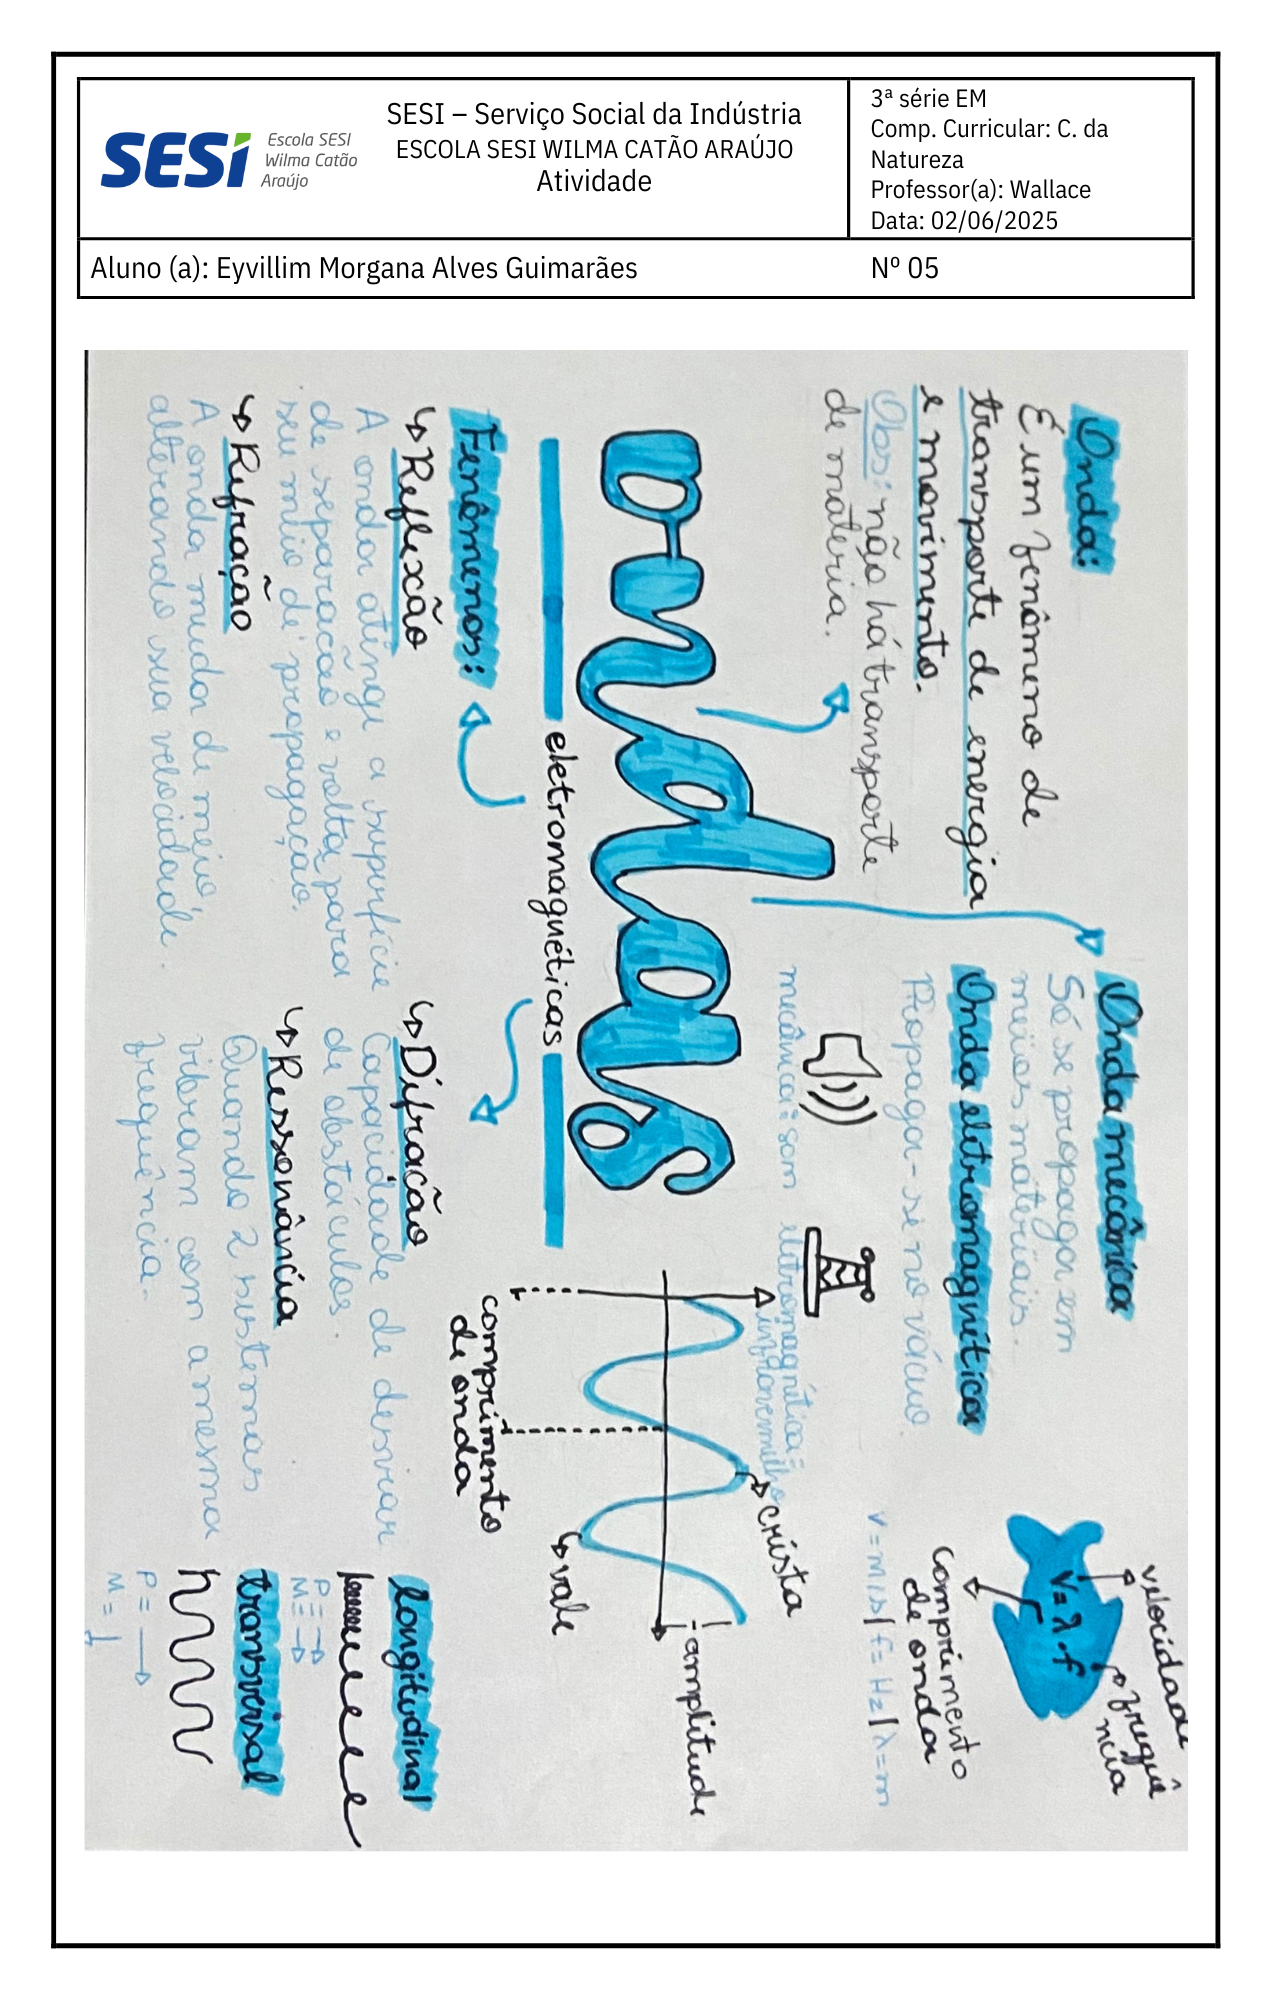 SESI
Escola SESI
Wilma Catão
Araújo
SESI – Serviço Social da Indústria
ESCOLA SESI WILMA CATÃO ARAÚJO
Atividade
3ª série EM
Comp. Curricular: C. da
Natureza
Professor(a): Wallace
Data: 02/06/2025
Aluno (a): Eyvillim Morgana Alves Guimarães
Nº 05
Onda:
É um fenômeno de
transporte de energia
e movimento.
Obs: não há transporte
de matéria.
Onda mecânica
Só se propaga em
meios materiais.
Onda eletromagnética
Propaga-se no vácuo.
mecânica: som
eletromagnética:
infravermelho
velocidade
frequê
ncia
V = λ . f
comprimento
de onda
V = m/s | f = Hz | λ = m
ondas
eletromagnéticas
crista
amplitude
vale
comprimento
de onda
Fenômenos:
↳ Reflexão
A onda atinge a superfície
de separação e volta para
seu meio de propagação.
↳ Refração
A onda muda de meio,
alterando sua velocidade.
↳ Difração
Capacidade de desviar
de obstáculos.
↳ Ressonância
Quando 2 sistemas
vibram com a mesma
frequência.
longitudinal
P = →
M = →
transversal
P = →
M =